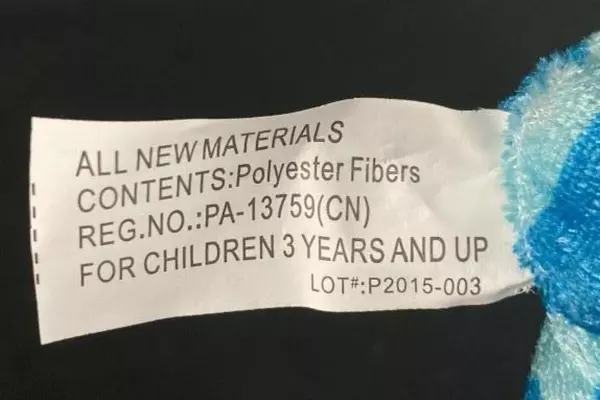 ALL NEW MATERIALS
CONTENTS:Polyester Fibers
REG.NO.:PA-13759(CN)
FOR CHILDREN 3 YEARS AND UP
LOT#:P2015-003